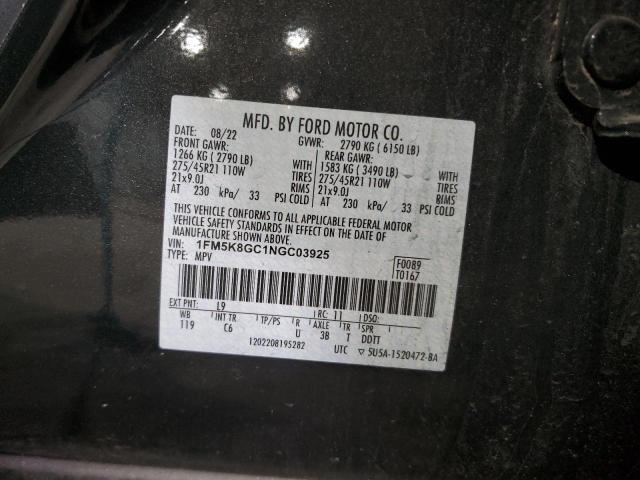 MFD. BY FORD MOTOR CO.
DATE: 08/22 GVWR: 2790 KG ( 6150 LB)
FRONT GAWR: REAR GAWR:
1266 KG ( 2790 LB) WITH 1583 KG ( 3490 LB) WITH
275/45R21 110W TIRES 275/45R21 110W TIRES
21x9.0J RIMS 21x9.0J RIMS
AT 230 kPa/ 33 PSI COLD AT 230 kPa/ 33 PSI COLD
THIS VEHICLE CONFORMS TO ALL APPLICABLE FEDERAL MOTOR
VEHICLE SAFETY STANDARDS IN EFFECT ON THE DATE OF
MANUFACTURE SHOWN ABOVE.
VIN: 1FM5K8GC1NGC03925 F0089
TYPE: MPV T0167
EXT PNT: L9 RC: 11 DSO:
WB INT TR TP/PS R AXLE TR SPR
119 C6 U 3B T DDTT
1202208195282 UTC ▽ 5U5A-1520472-BA